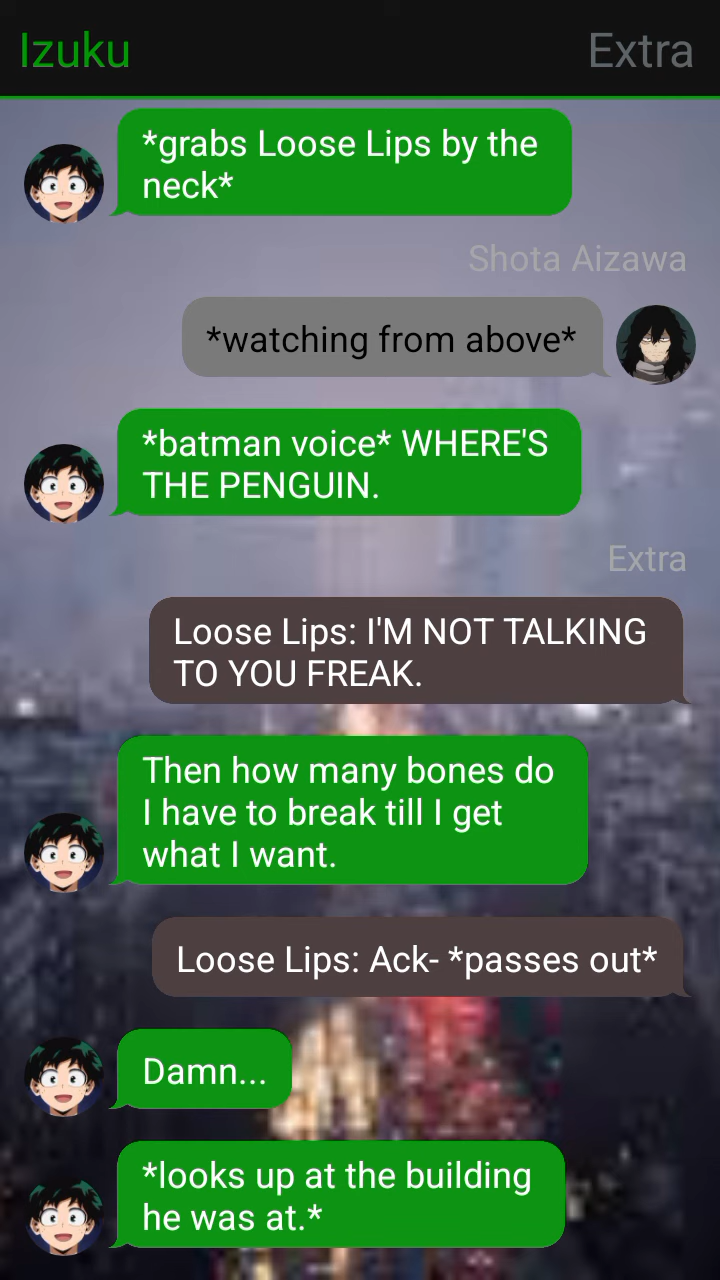 Izuku
Extra
*grabs Loose Lips by the
neck*
Shota Aizawa
*watching from above*
*batman voice* WHERE'S
THE PENGUIN.
Extra
Loose Lips: I'M NOT TALKING
TO YOU FREAK.
Then how many bones do
I have to break till I get
what I want.
Loose Lips: Ack- *passes out*
Damn...
*looks up at the building
he was at.*